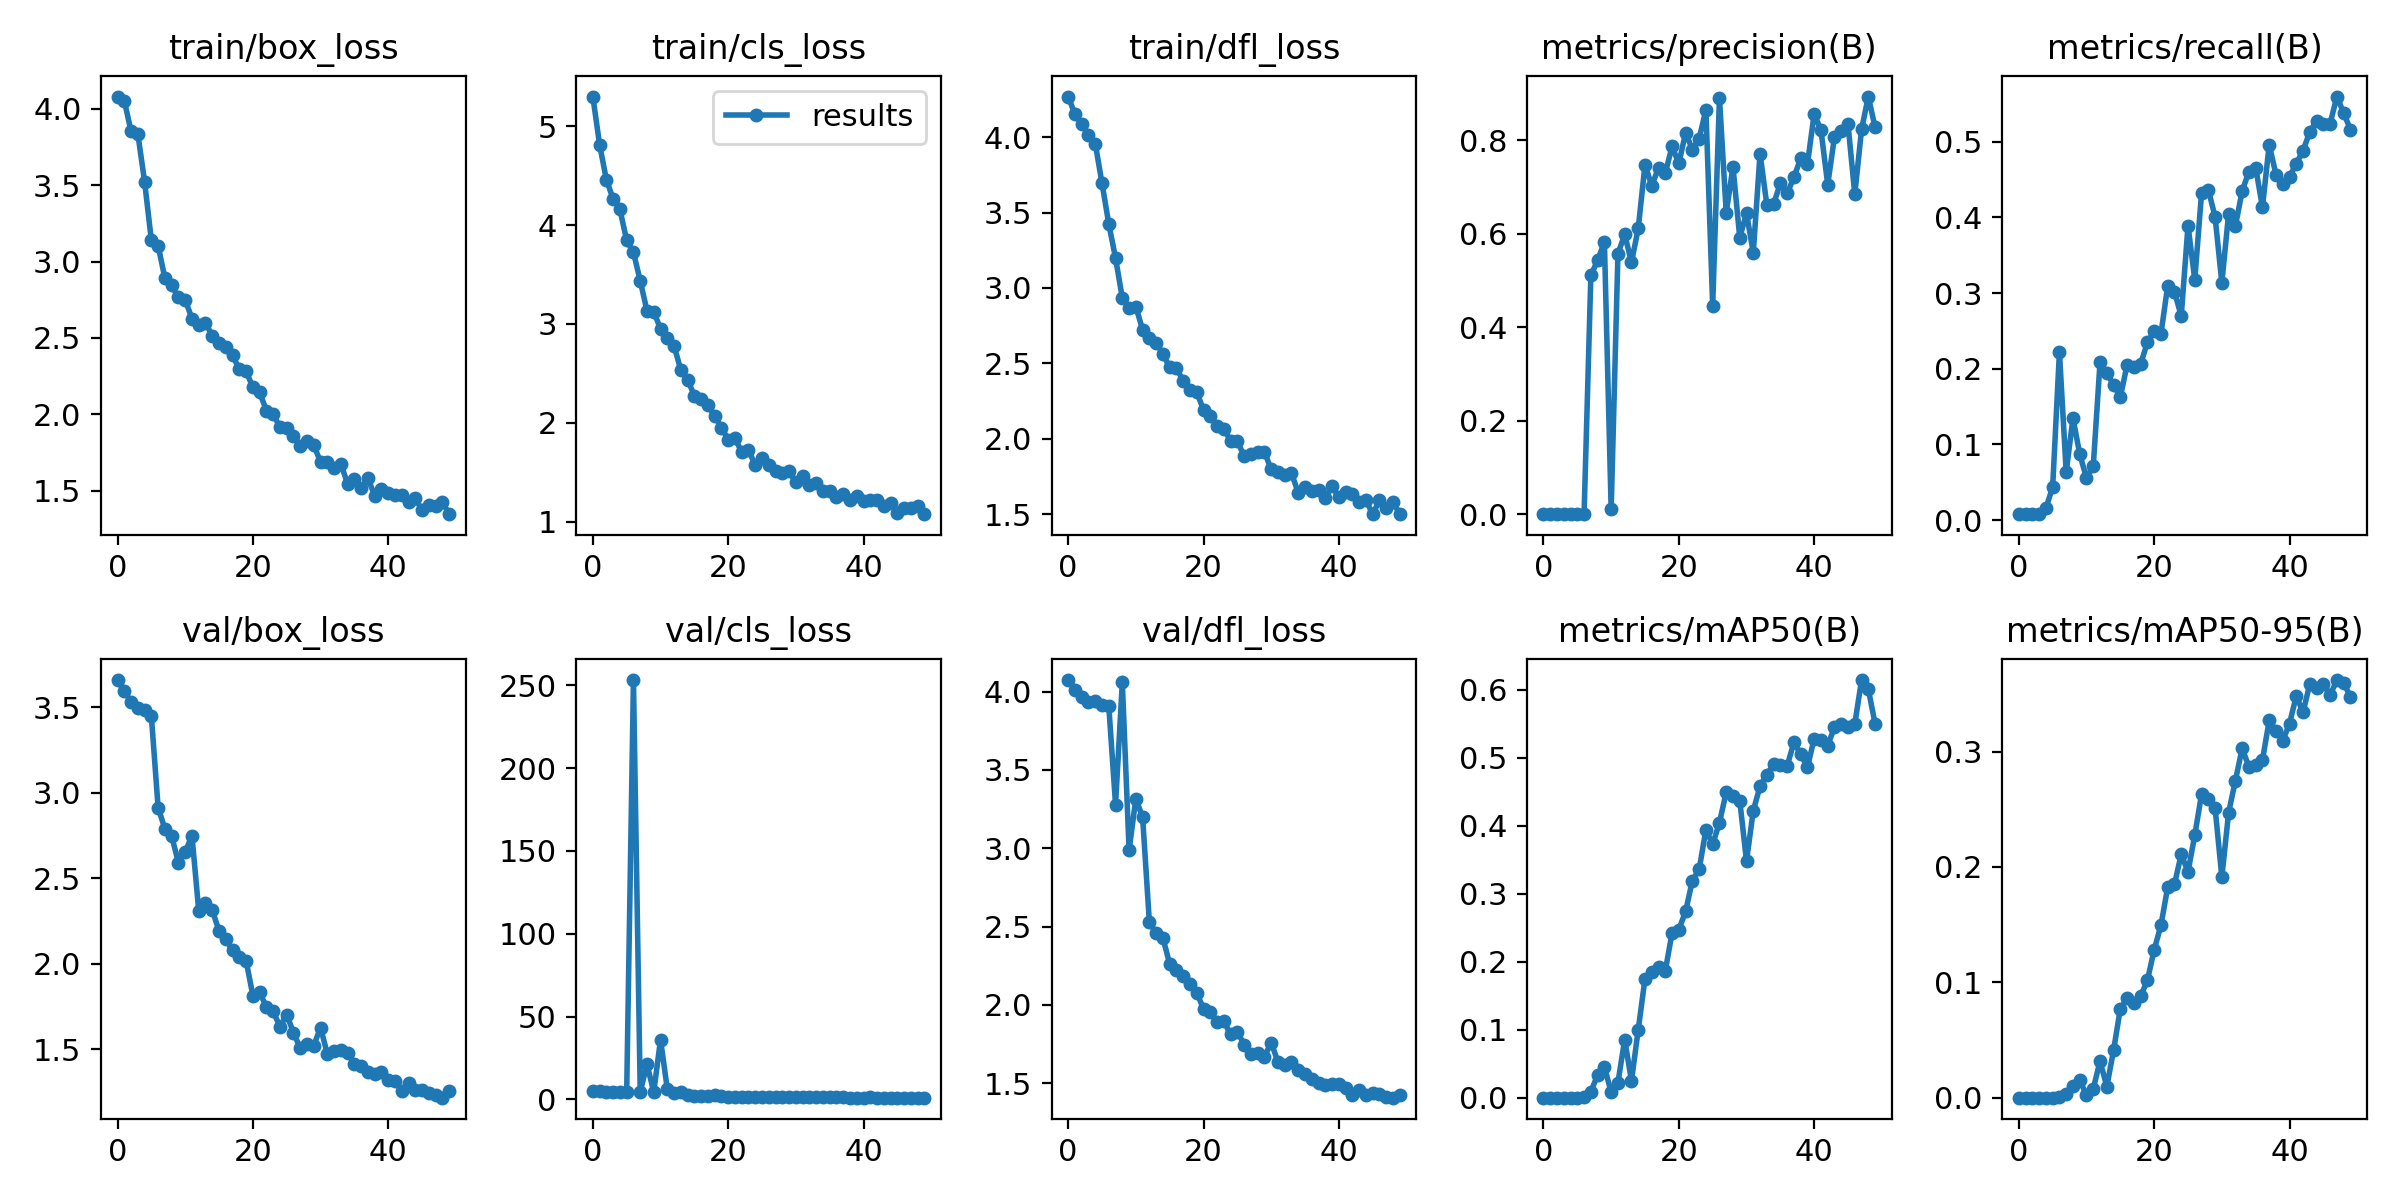 train/box_loss
4.0
3.5
3.0
2.5
2.0
1.5
0 20 40
train/cls_loss
results
5
4
3
2
1
0 20 40
train/dfl_loss
4.0
3.5
3.0
2.5
2.0
1.5
0 20 40
metrics/precision(B)
0.8
0.6
0.4
0.2
0.0
0 20 40
metrics/recall(B)
0.5
0.4
0.3
0.2
0.1
0.0
0 20 40
val/box_loss
3.5
3.0
2.5
2.0
1.5
0 20 40
val/cls_loss
250
200
150
100
50
0
0 20 40
val/dfl_loss
4.0
3.5
3.0
2.5
2.0
1.5
0 20 40
metrics/mAP50(B)
0.6
0.5
0.4
0.3
0.2
0.1
0.0
0 20 40
metrics/mAP50-95(B)
0.3
0.2
0.1
0.0
0 20 40